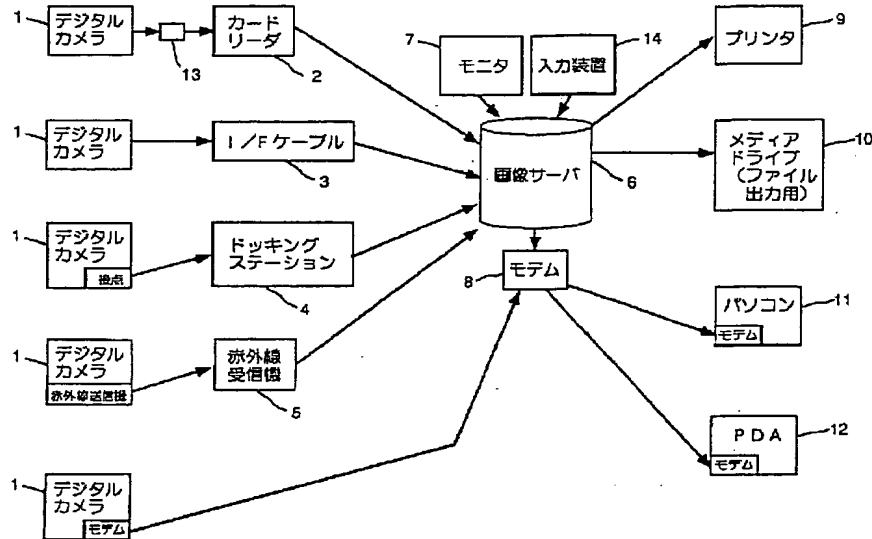 1
デジタル
カメラ
13
カード
リーダ
2
7
モニタ
14
入力装置
9
プリンタ
1
デジタル
カメラ
I/Fケーブル
3
画像サーバ
6
メディア
ドライブ
(ファイル
出力用)
10
1
デジタル
カメラ
接点
ドッキング
ステーション
4
8
モデム
パソコン
モデム
11
1
デジタル
カメラ
赤外線送信機
赤外線
受信機
5
PDA
モデム
12
1
デジタル
カメラ
モデム